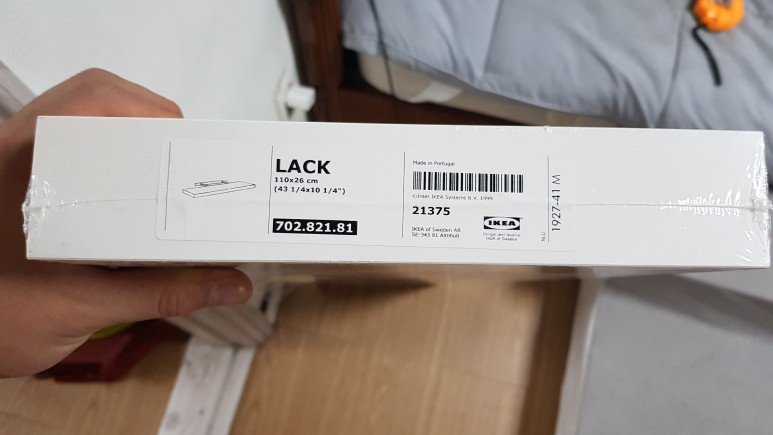 LACK
110x26 cm
(43 1/4x10 1/4")
702.821.81
Made in Portugal
©Inter IKEA Systems B.V. 1999
21375
IKEA of Sweden AB
SE-343 81 Älmhult
IKEA
Design and Quality
IKEA of Sweden
NLU
1927-41 M